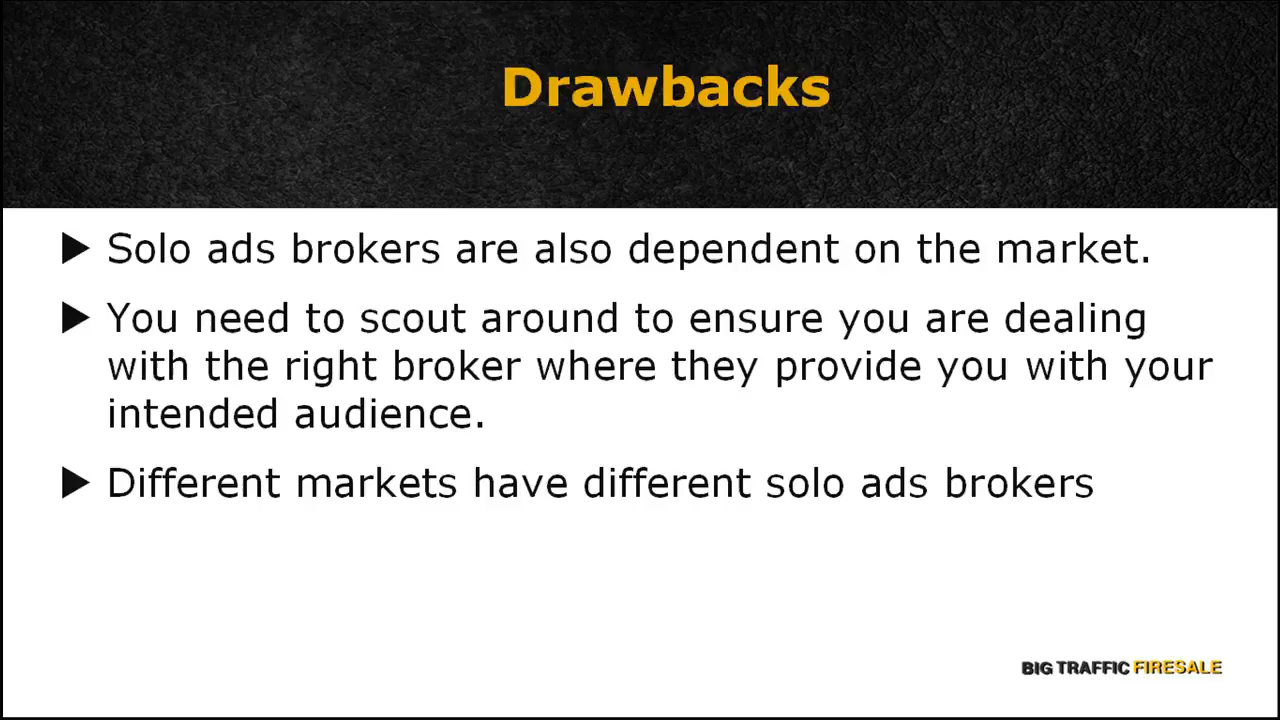 Drawbacks
▶ Solo ads brokers are also dependent on the market.
▶ You need to scout around to ensure you are dealing
with the right broker where they provide you with your
intended audience.
▶ Different markets have different solo ads brokers
BIG TRAFFIC FIRESALE